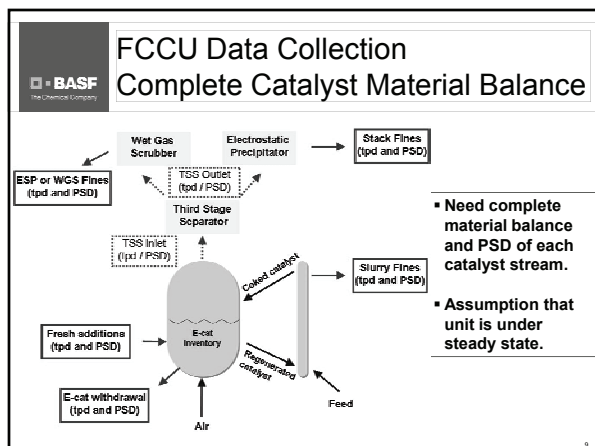 BASF
The Chemical Company
FCCU Data Collection
Complete Catalyst Material Balance
Wet Gas
Scrubber
Electrostatic
Precipitator
Stack Fines
(tpd and PSD)
ESP or WGS Fines
(tpd and PSD)
TSS Outlet
(tpd / PSD)
Third Stage
Separator
TSS Inlet
(tpd / PSD)
Coked catalyst
Slurry Fines
(tpd and PSD)
Fresh additions
(tpd and PSD)
E-cat
Inventory
Regenerated
catalyst
E-cat withdrawal
(tpd and PSD)
Air
Feed
▪ Need complete
material balance
and PSD of each
catalyst stream.
▪ Assumption that
unit is under
steady state.
9